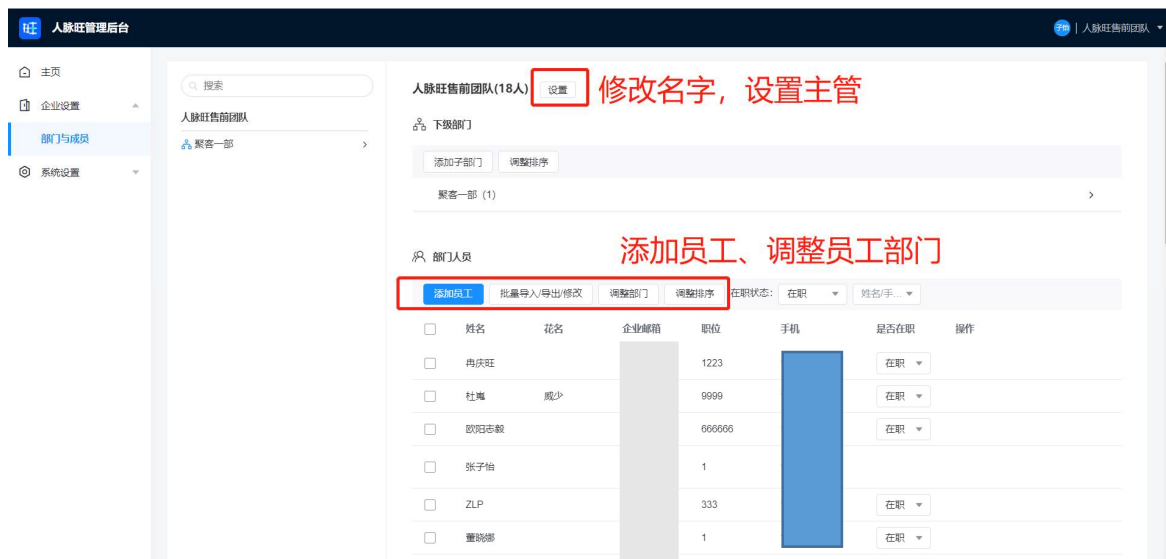 旺 人脉旺管理后台
子怡 | 人脉旺售前团队
主页
企业设置
部门与成员
系统设置
搜索
人脉旺售前团队
聚客一部
人脉旺售前团队(18人) 设置 修改名字，设置主管
下级部门
添加子部门 调整排序
聚客一部 (1)
添加员工、调整员工部门
部门人员
添加员工 批量导入/导出/修改 调整部门 调整排序 在职状态： 在职 姓名/手...
姓名 花名 企业邮箱 职位 手机 是否在职 操作
冉庆旺 1223 在职
杜嵬 威少 9999 在职
欧阳志毅 666666 在职
张子怡 1
ZLP 333 在职
董晓娜 1 在职